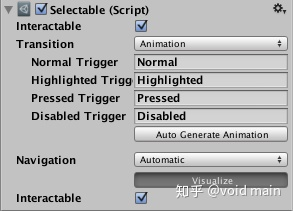 Selectable (Script)
Interactable
Transition Animation
Normal Trigger Normal
Highlighted Trigg Highlighted
Pressed Trigger Pressed
Disabled Trigger Disabled
Auto Generate Animation
Navigation Automatic
Visualize
Interactable
知乎 @void main